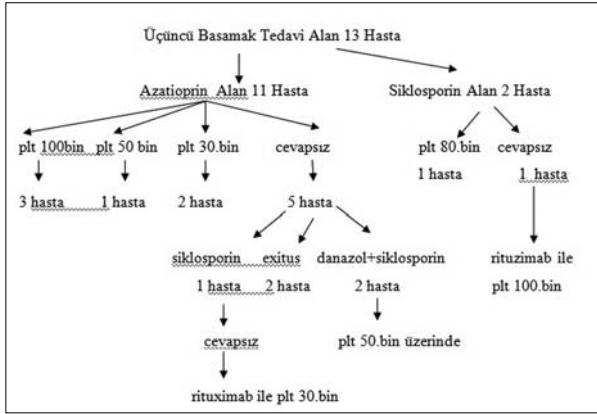 Üçüncü Basamak Tedavi Alan 13 Hasta
Azatioprin Alan 11 Hasta
Siklosporin Alan 2 Hasta
plt 100bin plt 50 bin plt 30.bin cevapsız
plt 80.bin cevapsız
3 hasta 1 hasta 2 hasta 5 hasta
1 hasta 1 hasta
siklosporin exitus danazol+siklosporin
1 hasta 2 hasta 2 hasta
rituzimab ile
plt 100.bin
cevapsız
plt 50.bin üzerinde
rituximab ile plt 30.bin